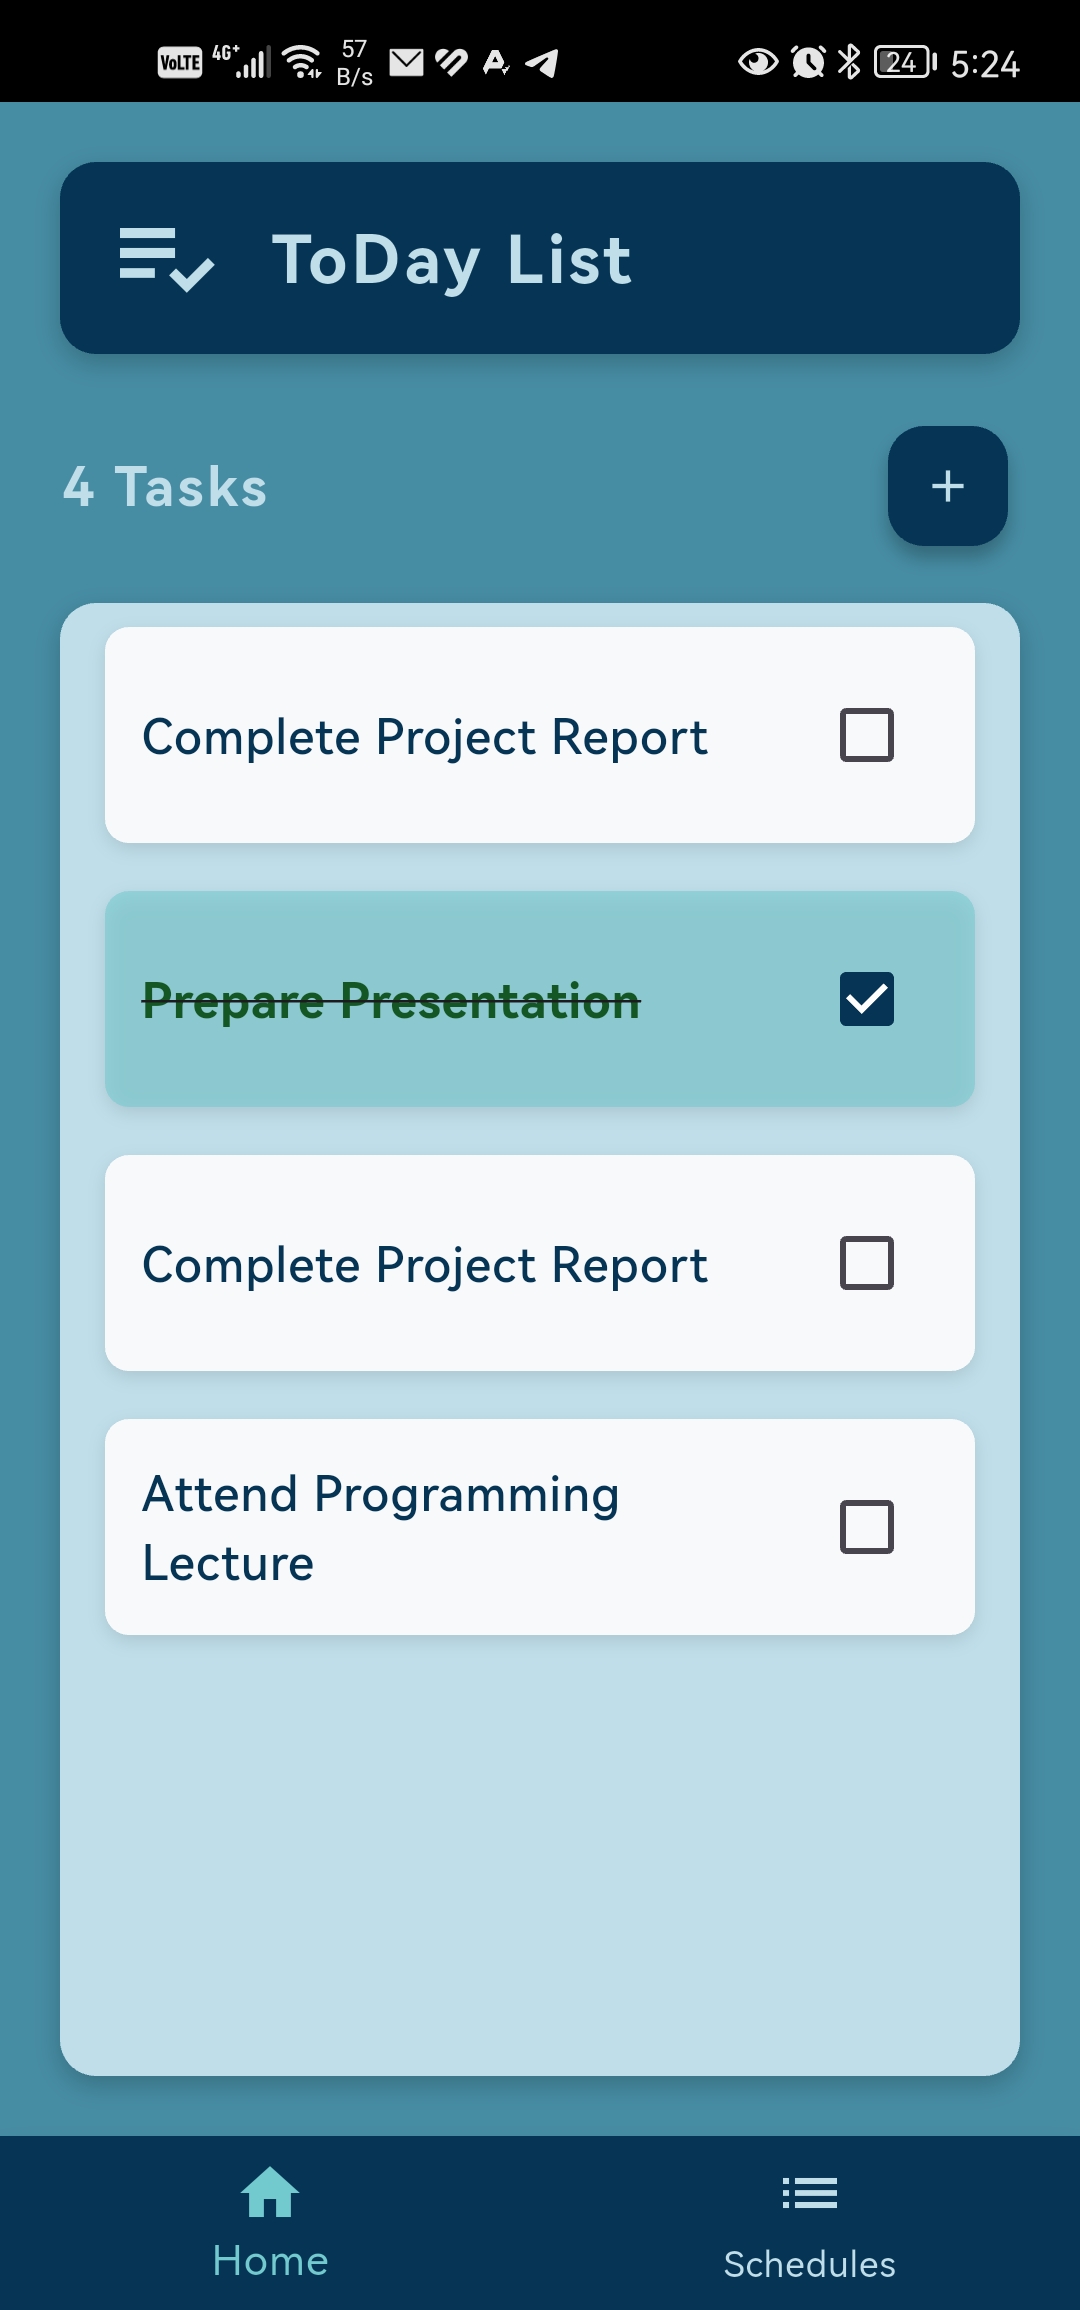 VoLTE 4G+ 57 B/s 24 5:24
ToDay List
4 Tasks
Complete Project Report
Prepare Presentation
Complete Project Report
Attend Programming
Lecture
Home Schedules